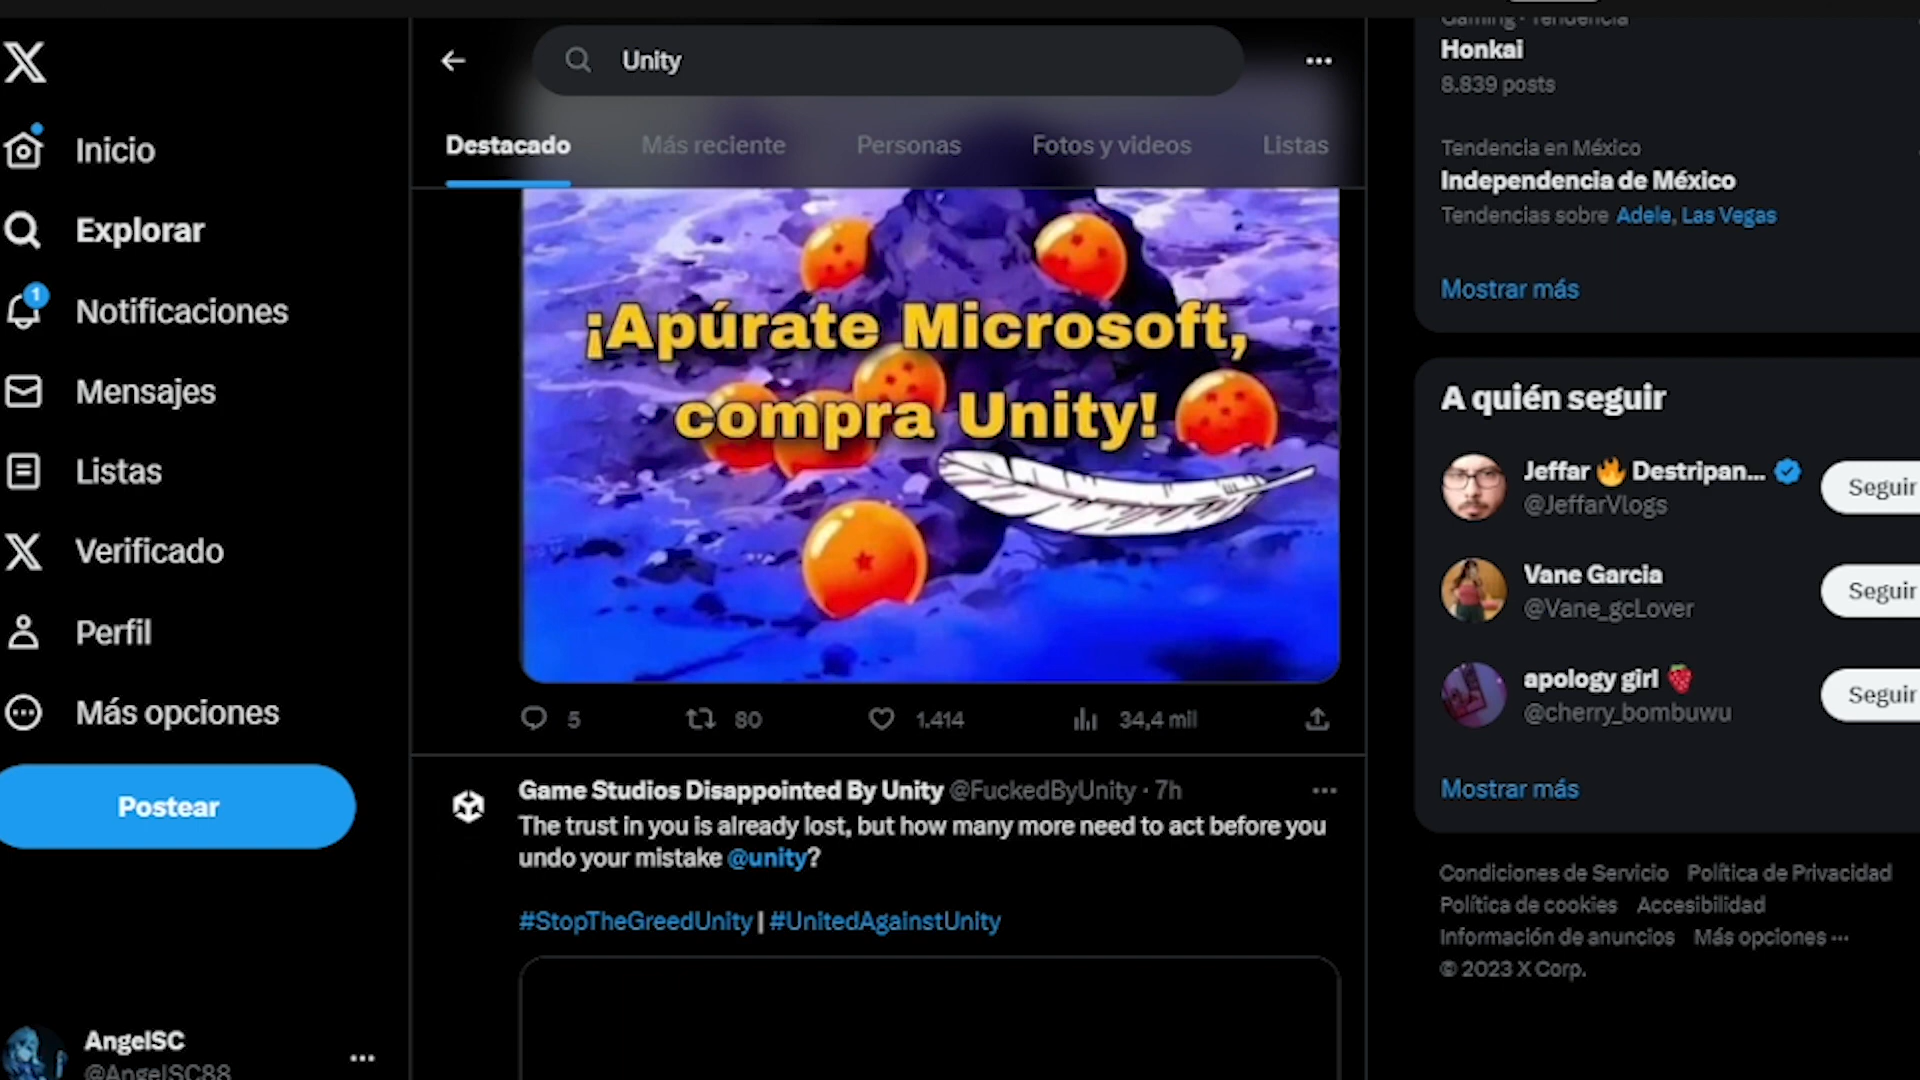 Inicio
Explorar
1
Notificaciones
Mensajes
Listas
Verificado
Perfil
Más opciones
Postear
AngelSC
@AngelSC88
Unity
Destacado
Más reciente
Personas
Fotos y videos
Listas
¡Apúrate Microsoft,
compra Unity!
5
80
1.414
34,4 mil
Game Studios Disappointed By Unity @FuckedByUnity · 7h
The trust in you is already lost, but how many more need to act before you
undo your mistake @unity?
#StopTheGreedUnity | #UnitedAgainstUnity
Gaming · Tendencia
Honkai
8.839 posts
Tendencia en México
Independencia de México
Tendencias sobre Adele, Las Vegas
Mostrar más
A quién seguir
Jeffar 🔥 Destripan...
@JeffarVlogs
Seguir
Vane Garcia
@Vane_gcLover
Seguir
apology girl 🍓
@cherry_bombuwu
Seguir
Mostrar más
Condiciones de Servicio Política de Privacidad
Política de cookies Accesibilidad
Información de anuncios Más opciones ···
© 2023 X Corp.